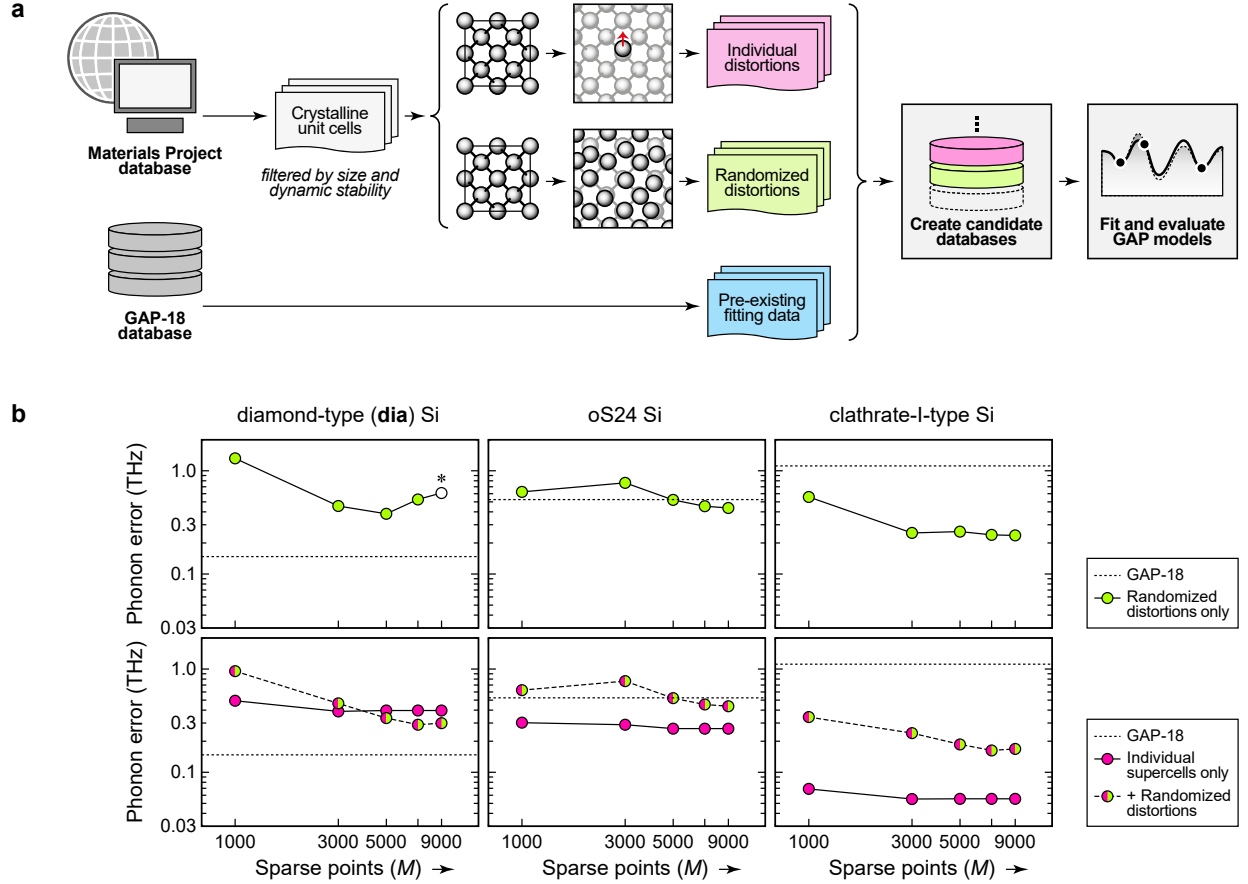 a
Materials Project
database
Crystalline
unit cells
filtered by size and
dynamic stability
Individual
distortions
Randomized
distortions
GAP-18
database
Pre-existing
fitting data
Create candidate
databases
Fit and evaluate
GAP models
b
diamond-type (dia) Si
oS24 Si
clathrate-I-type Si
Phonon error (THz)
1.0
0.3
0.1
0.03
*
GAP-18
Randomized
distortions only
Phonon error (THz)
1.0
0.3
0.1
0.03
GAP-18
Individual
supercells only
+ Randomized
distortions
1000 3000 5000 9000
1000 3000 5000 9000
1000 3000 5000 9000
Sparse points (M) →
Sparse points (M) →
Sparse points (M) →